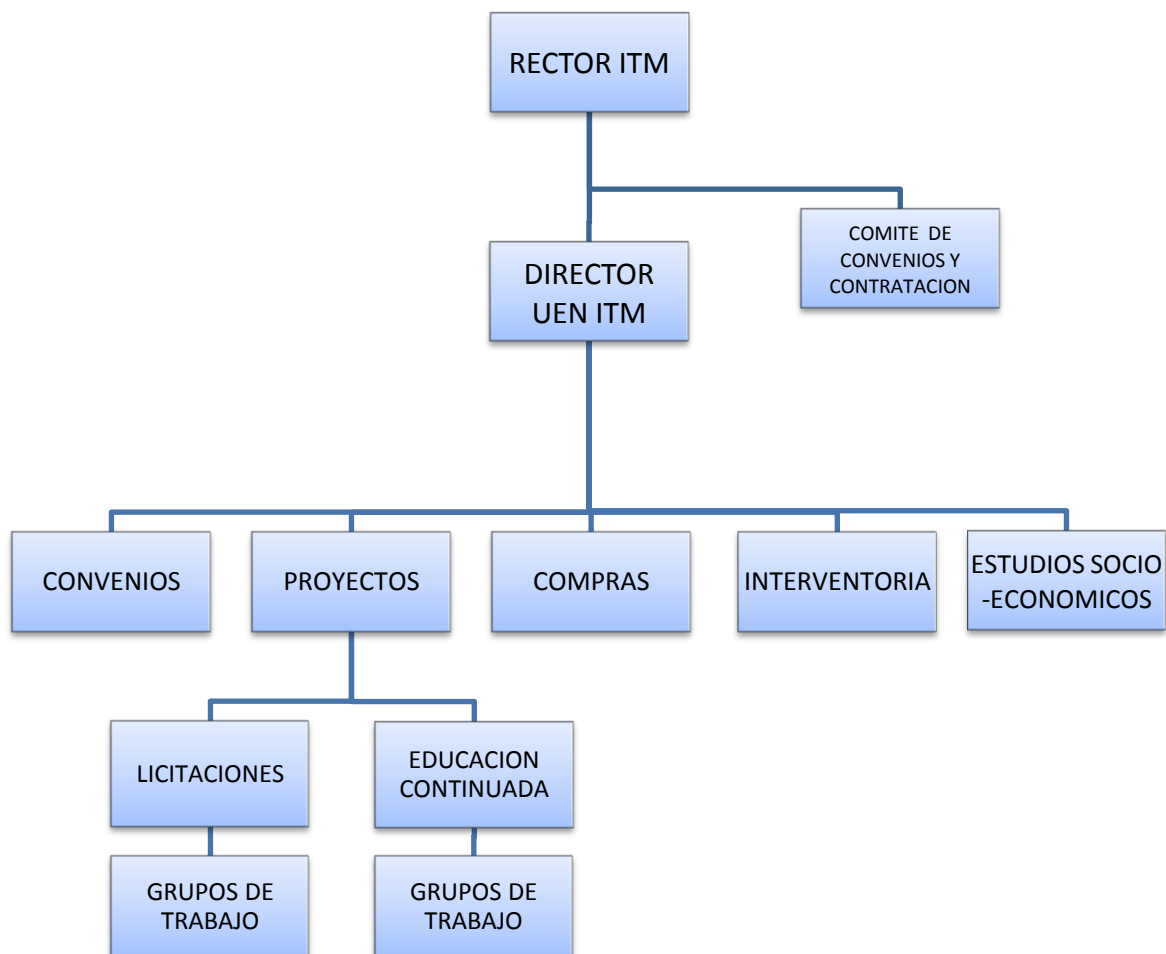 RECTOR ITM
COMITE DE
CONVENIOS Y
CONTRATACION
DIRECTOR
UEN ITM
CONVENIOS
PROYECTOS
COMPRAS
INTERVENTORIA
ESTUDIOS SOCIO
-ECONOMICOS
LICITACIONES
EDUCACION
CONTINUADA
GRUPOS DE
TRABAJO
GRUPOS DE
TRABAJO